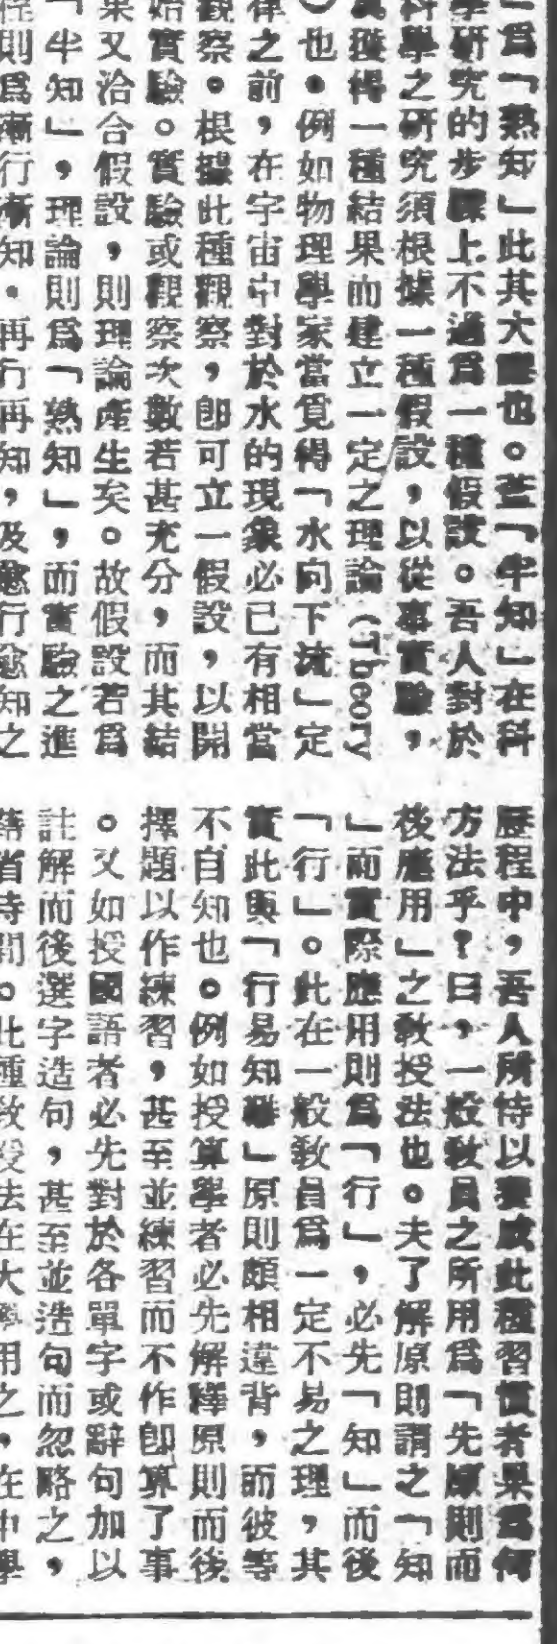 爲「熟知」此其大聽也。苦「半知」在科
學研究的步驟上不過爲一種假設。吾人對於
科學之研究須根據一種假設，以從事實驗，
爲獲得一種結果而建立一定之理論（Theory
）也。例如物理學家當覺得「水向下流」定
律之前，在宇宙中對於水的現象必已有相當
觀察。根據此種觀察，卽可立一假設，以開
始實驗。實驗或觀察次數若甚充分，而其結
果又洽合假設，則理論產生矣。故假設若爲
「半知」，理論則爲「熟知」，而實驗之進
程則爲漸行漸知。再行再知，及愈行愈知之
歷程中，吾人所恃以養成此種習慣者果爲何
方法乎？曰，一般敎員之所用爲「先原則而
後應用」之敎授法也。夫了解原則謂之「知
」而實際應用則爲「行」，必先「知」而後
「行」。此在一般敎員爲一定不易之理，其
實此與「行易知難」原則頗相違背，而彼等
不自知也。例如授算學者必先解釋原則而後
擇題以作練習，甚至並練習而不作卽算了事
。又如授國語者必先對於各單字或辭句加以
註解而後選字造句，甚至並造句而忽略之，
省時間。此種敎授法在大學用之，在中學